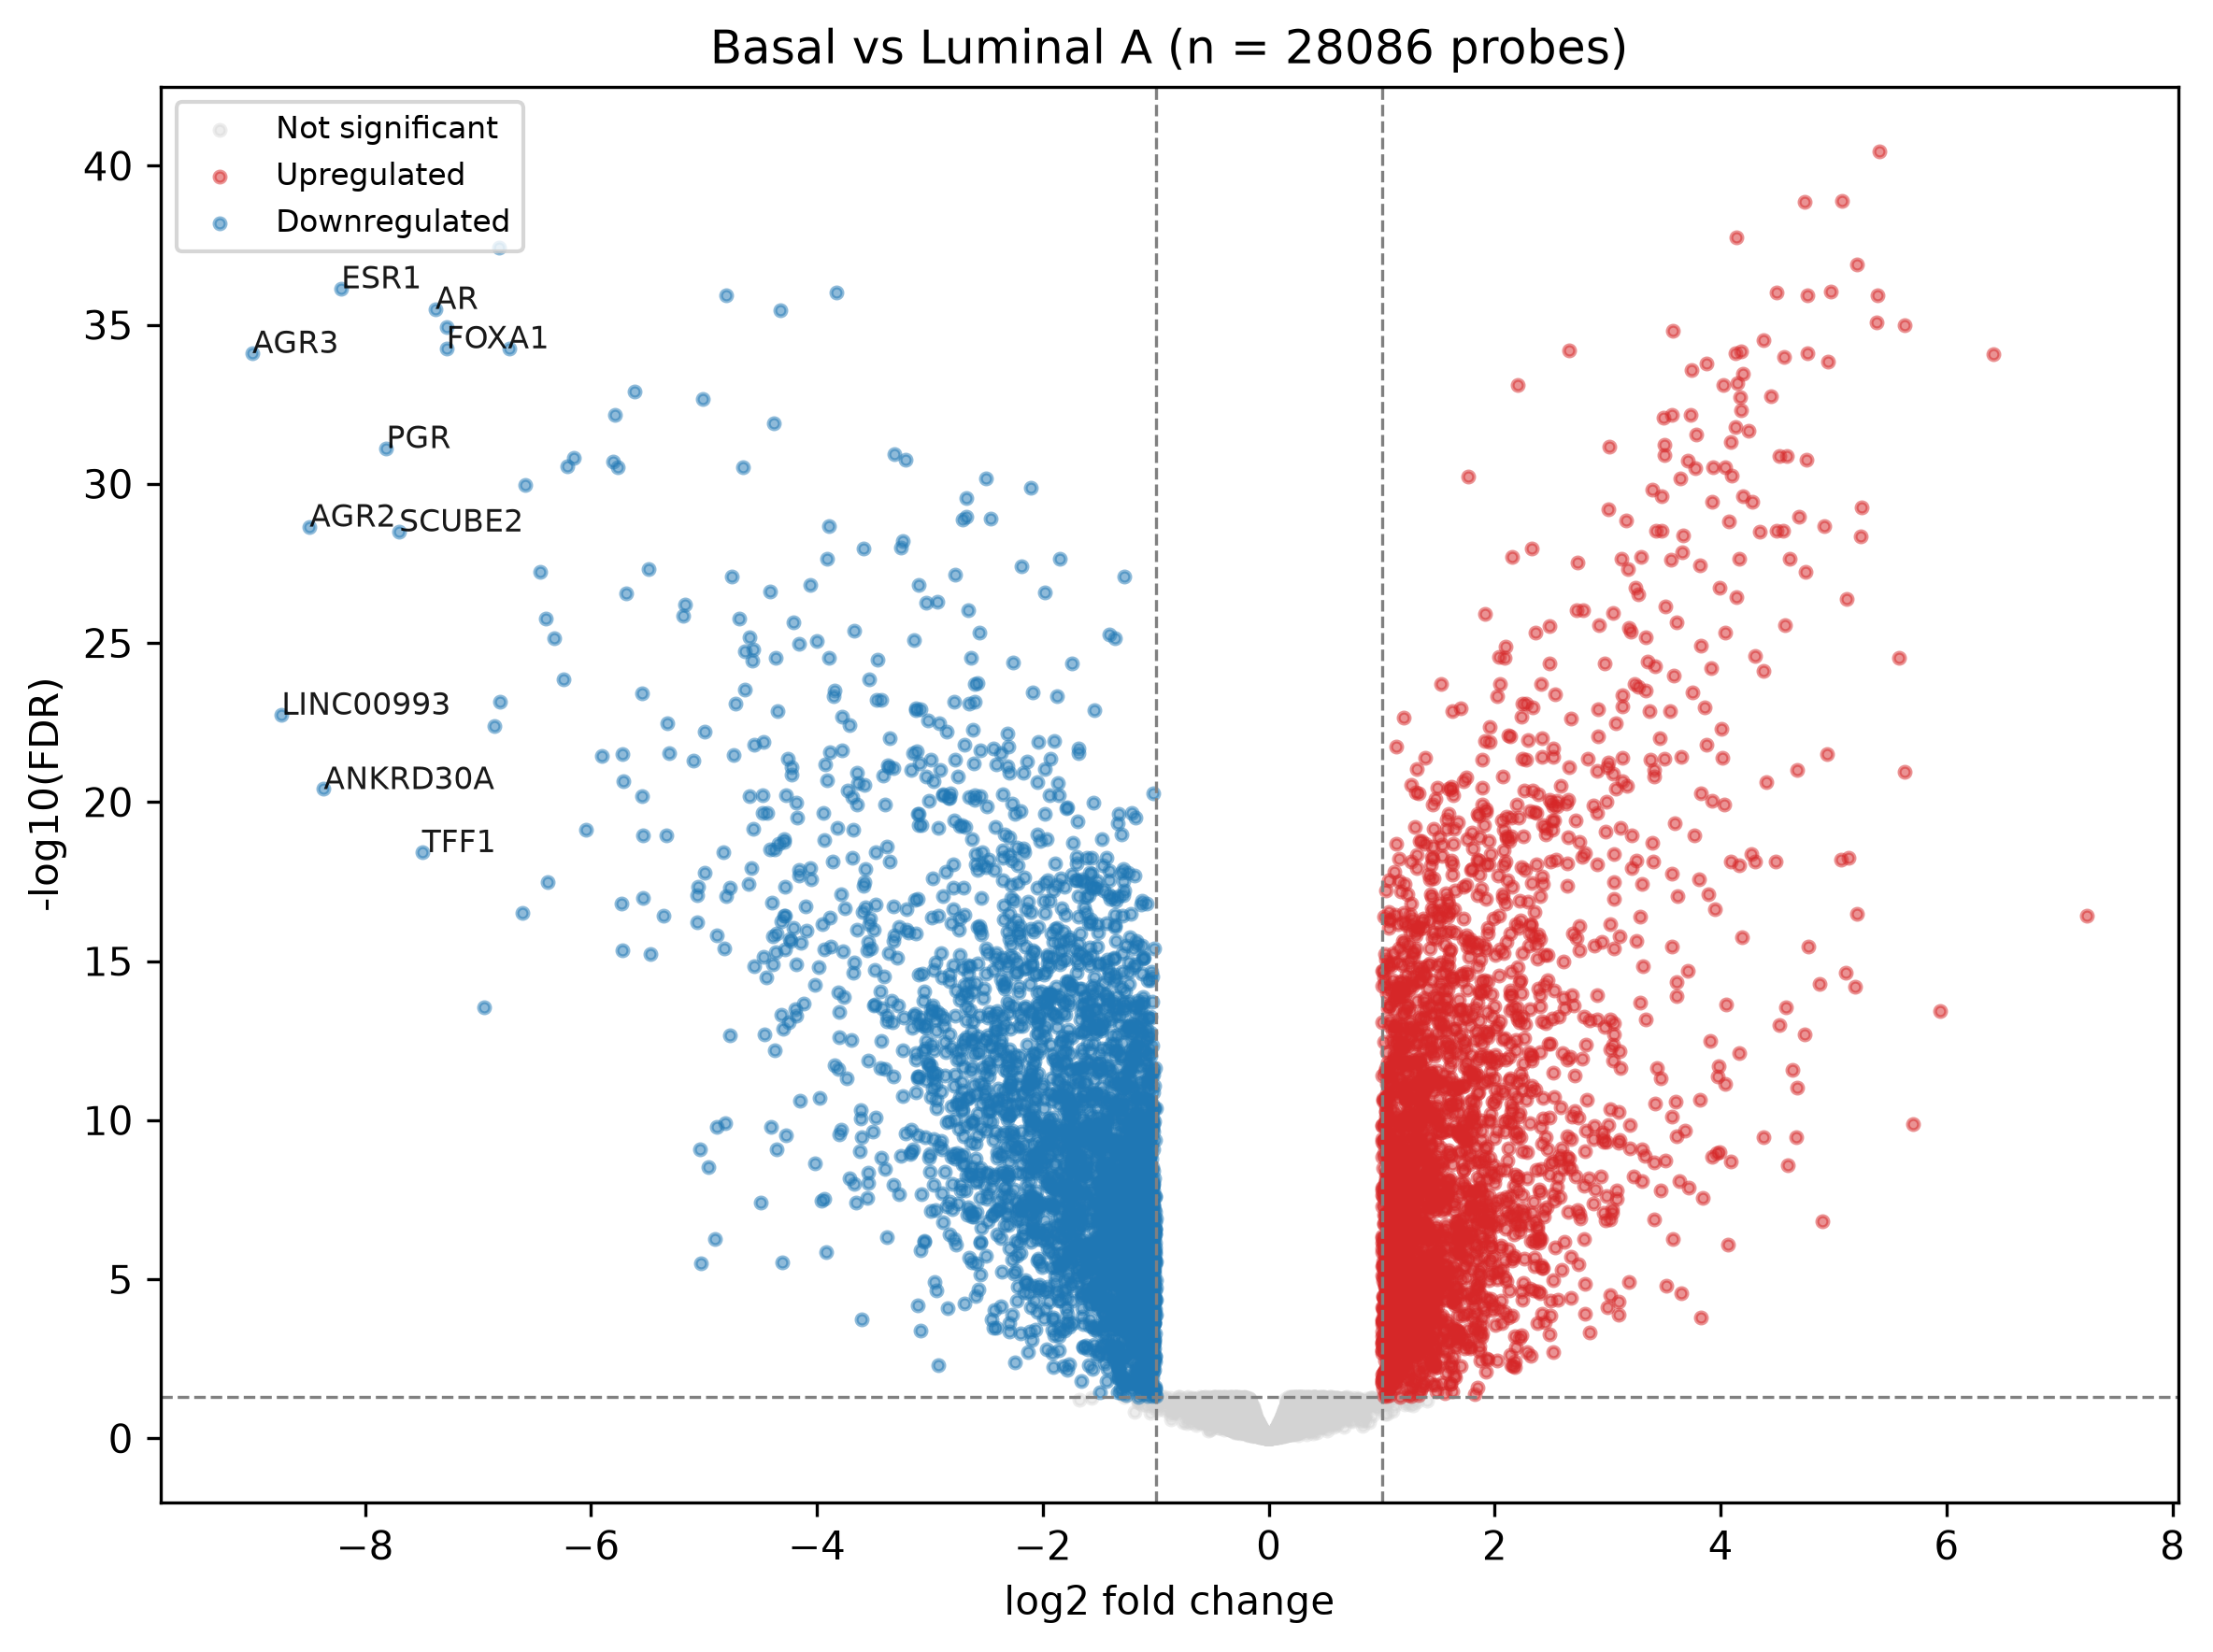 Basal vs Luminal A (n = 28086 probes)
Not significant
Upregulated
Downregulated
ESR1
AR
FOXA1
AGR3
PGR
AGR2
SCUBE2
LINC00993
ANKRD30A
TFF1
-log10(FDR)
40
35
30
25
20
15
10
5
0
−8
−6
−4
−2
0
2
4
6
8
log2 fold change